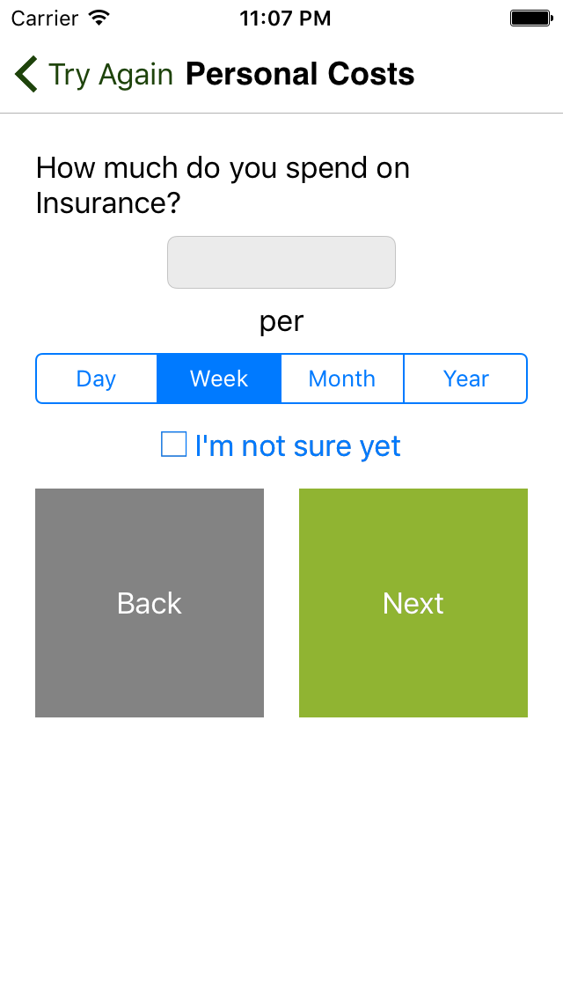 Carrier 11:07 PM
Try Again Personal Costs
How much do you spend on
Insurance?
per
Day Week Month Year
I'm not sure yet
Back Next